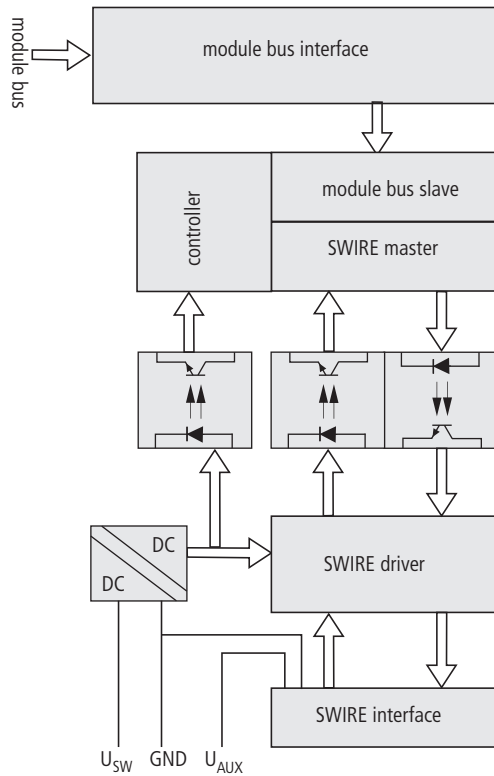 module bus
module bus interface
module bus slave
controller
SWIRE master
DC
DC
SWIRE driver
SWIRE interface
U_SW GND U_AUX